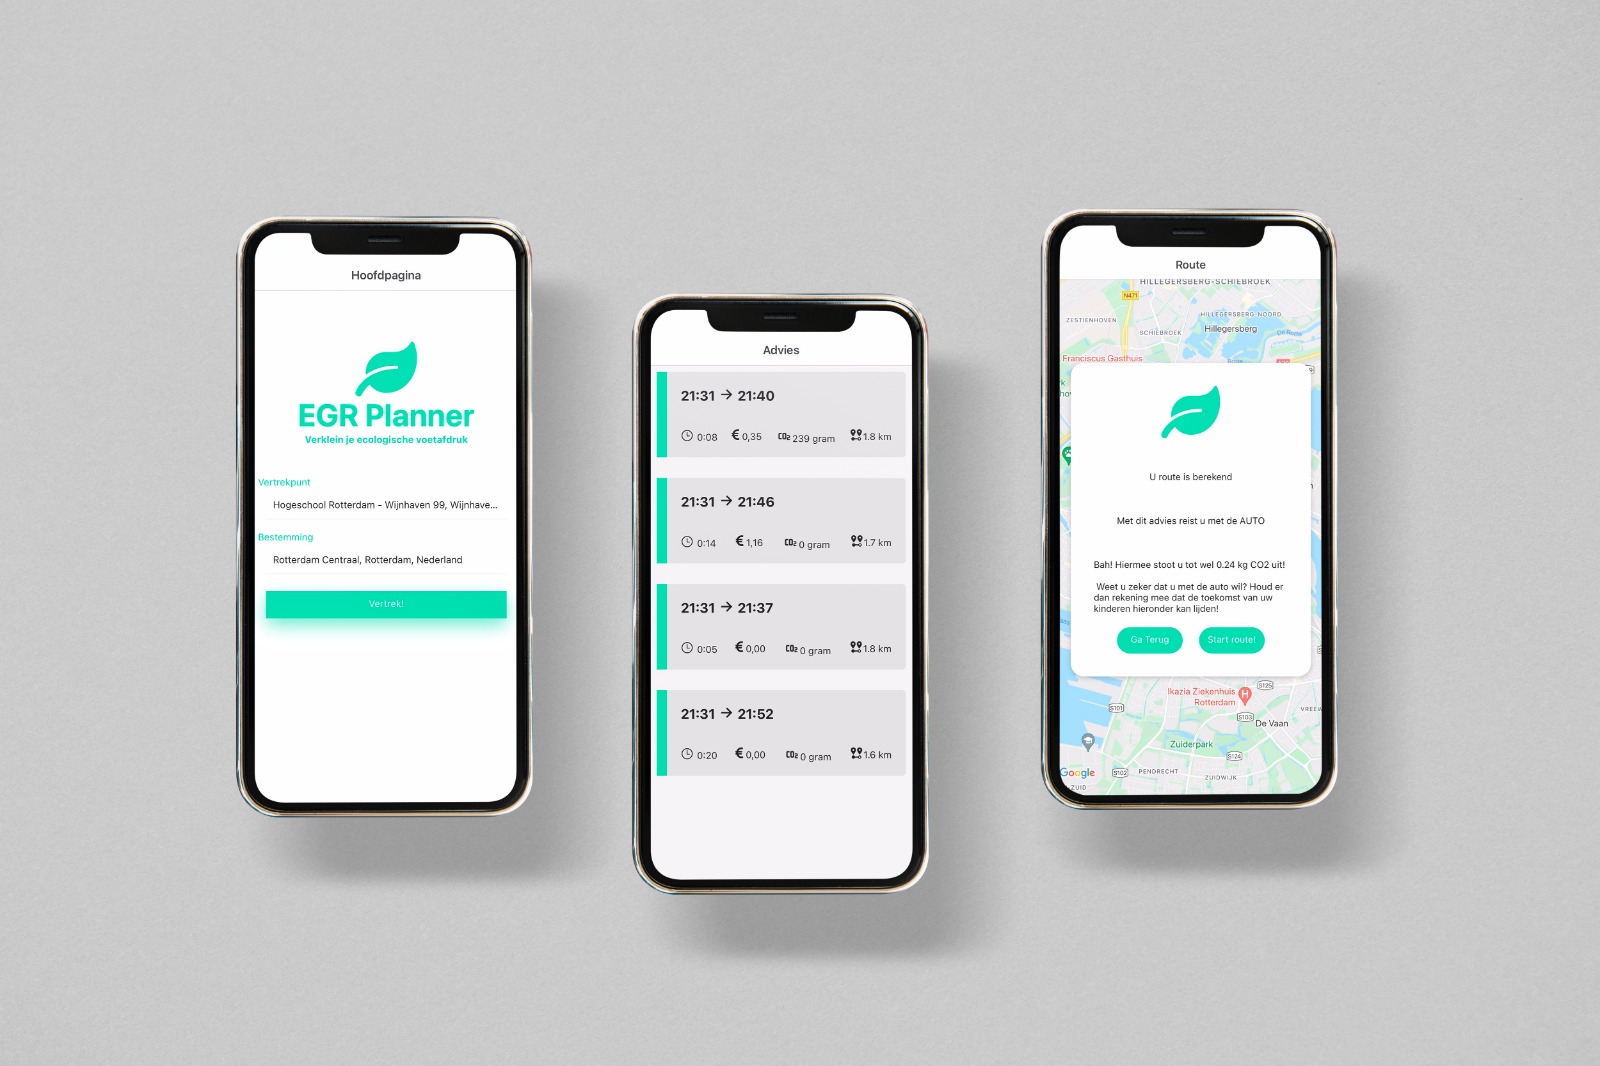 Hoofdpagina
EGR Planner
Verklein je ecologische voetafdruk
Vertrekpunt
Hogeschool Rotterdam - Wijnhaven 99, Wijnhave...
Bestemming
Rotterdam Centraal, Rotterdam, Nederland
Vertrek!
Advies
21:31 → 21:40
0:08 € 0,35 CO₂ 239 gram 1.8 km
21:31 → 21:46
0:14 € 1,16 CO₂ 0 gram 1.7 km
21:31 → 21:37
0:05 € 0,00 CO₂ 0 gram 1.8 km
21:31 → 21:52
0:20 € 0,00 CO₂ 0 gram 1.6 km
Route
HILLEGERSBERG-SCHIEBROEK
N471
HILLEGERSBERG-NOORD
ZESTIENHOVEN
Hillegersberg
SCHIEBROEK
Franciscus Gasthuis
U route is berekend
Met dit advies reist u met de AUTO
Bah! Hiermee stoot u tot wel 0.24 kg CO2 uit!
Weet u zeker dat u met de auto wil? Houd er
dan rekening mee dat de toekomst van uw
kinderen hieronder kan lijden!
Ga Terug
Start route!
S125
Ikazia Ziekenhuis
Rotterdam
H
S101
S103
VREEW
De Vaan
Zuiderpark
S124
Google
S102
PENDRECHT
ZUIDWIJK
-ZUID